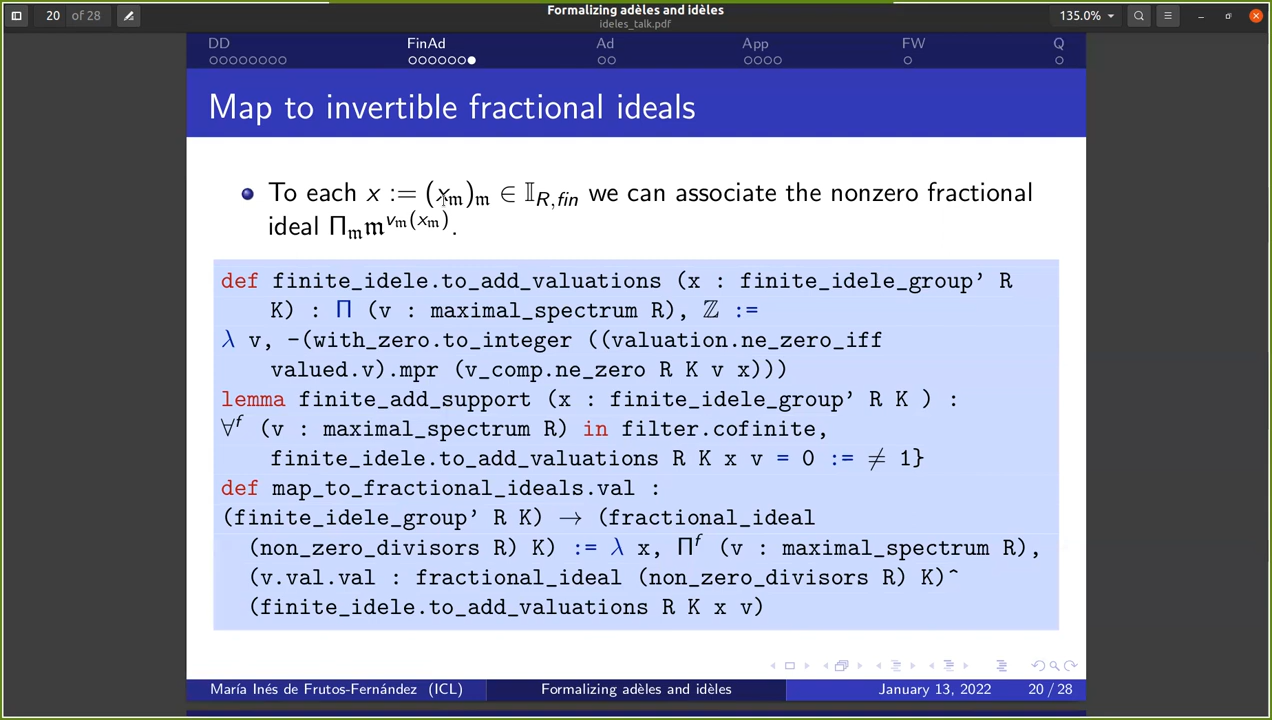 Formalizing adèles and idèles
ideles_talk.pdf
20 of 28
135.0%
DD FinAd Ad App FW Q
Map to invertible fractional ideals
To each x := (x𝔪)𝔪 ∈ 𝕀R,fin we can associate the nonzero fractional
ideal Π𝔪𝔪^v𝔪(x𝔪).
def finite_idele.to_add_valuations (x : finite_idele_group' R
K) : Π (v : maximal_spectrum R), ℤ :=
λ v, -(with_zero.to_integer ((valuation.ne_zero_iff
valued.v).mpr (v_comp.ne_zero R K v x)))
lemma finite_add_support (x : finite_idele_group' R K ) :
∀ᶠ (v : maximal_spectrum R) in filter.cofinite,
finite_idele.to_add_valuations R K x v = 0 := ≠ 1}
def map_to_fractional_ideals.val :
(finite_idele_group' R K) → (fractional_ideal
(non_zero_divisors R) K) := λ x, Πᶠ (v : maximal_spectrum R),
(v.val.val : fractional_ideal (non_zero_divisors R) K)^
(finite_idele.to_add_valuations R K x v)
María Inés de Frutos-Fernández (ICL) Formalizing adèles and idèles January 13, 2022 20 / 28